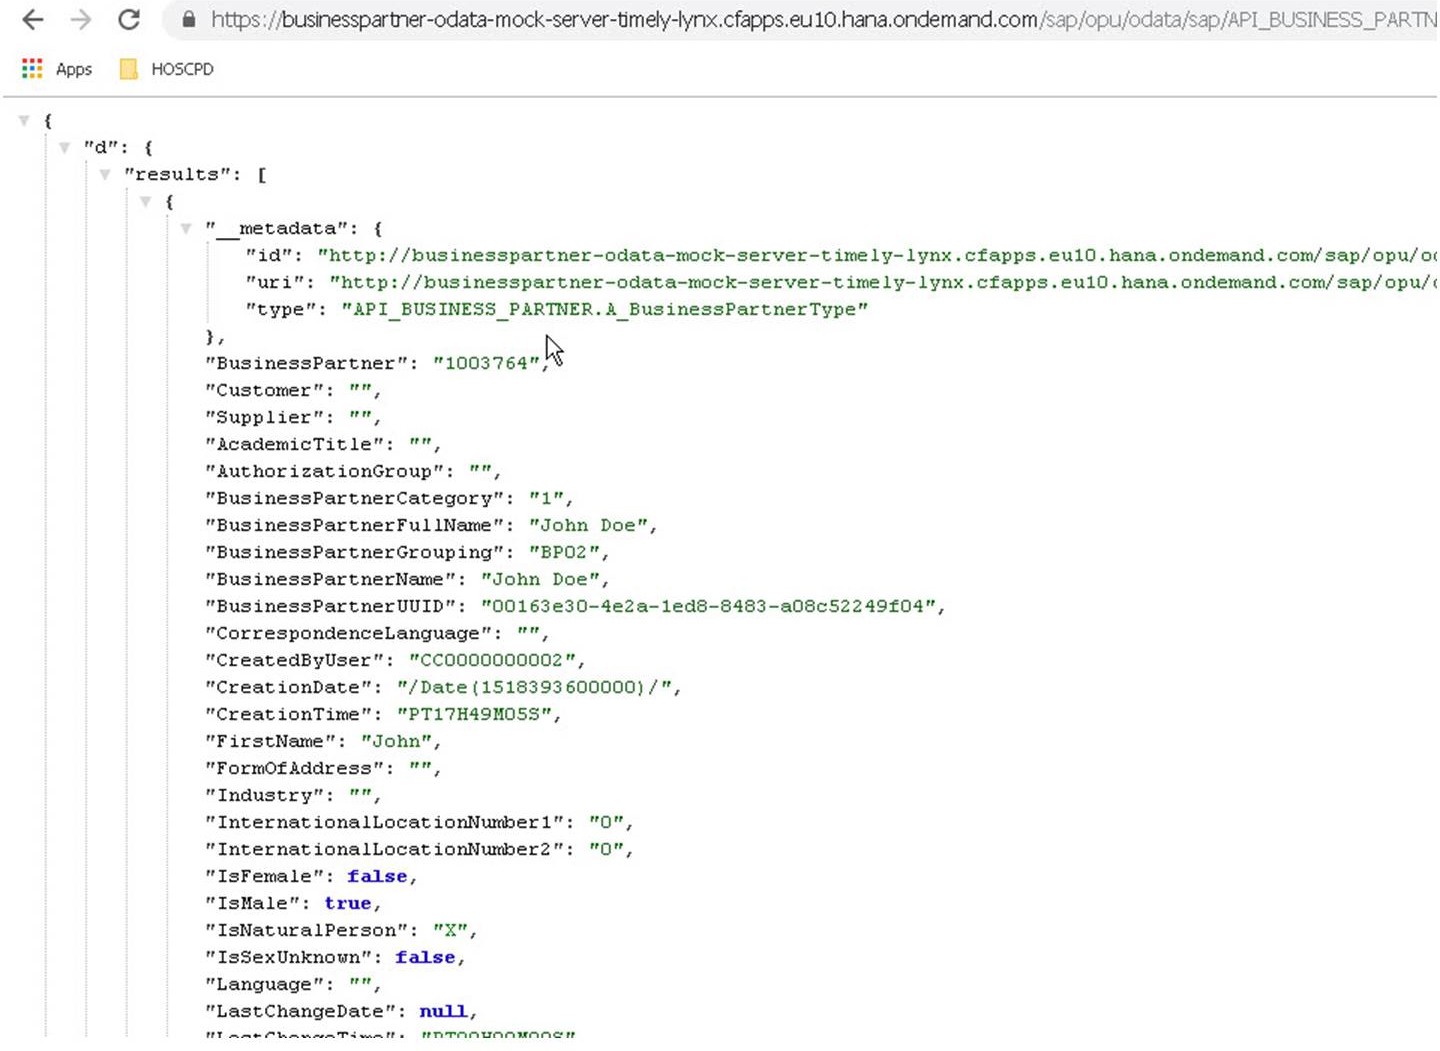 https://businesspartner-odata-mock-server-timely-lynx.cfapps.eu10.hana.ondemand.com/sap/opu/odata/sap/API_BUSINESS_PARTN
Apps HOSCPD
{
"d": {
"results": [
{
"__metadata": {
"id": "http://businesspartner-odata-mock-server-timely-lynx.cfapps.eu10.hana.ondemand.com/sap/opu/o
"uri": "http://businesspartner-odata-mock-server-timely-lynx.cfapps.eu10.hana.ondemand.com/sap/opu/
"type": "API_BUSINESS_PARTNER.A_BusinessPartnerType"
},
"BusinessPartner": "1003764",
"Customer": "",
"Supplier": "",
"AcademicTitle": "",
"AuthorizationGroup": "",
"BusinessPartnerCategory": "1",
"BusinessPartnerFullName": "John Doe",
"BusinessPartnerGrouping": "BP02",
"BusinessPartnerName": "John Doe",
"BusinessPartnerUUID": "00163e30-4e2a-1ed8-8483-a08c52249f04",
"CorrespondenceLanguage": "",
"CreatedByUser": "CC0000000002",
"CreationDate": "/Date(1518393600000)/",
"CreationTime": "PT17H49M05S",
"FirstName": "John",
"FormOfAddress": "",
"Industry": "",
"InternationalLocationNumber1": "0",
"InternationalLocationNumber2": "0",
"IsFemale": false,
"IsMale": true,
"IsNaturalPerson": "X",
"IsSexUnknown": false,
"Language": "",
"LastChangeDate": null,
"LastChangeTime": "PT00H00M00S"